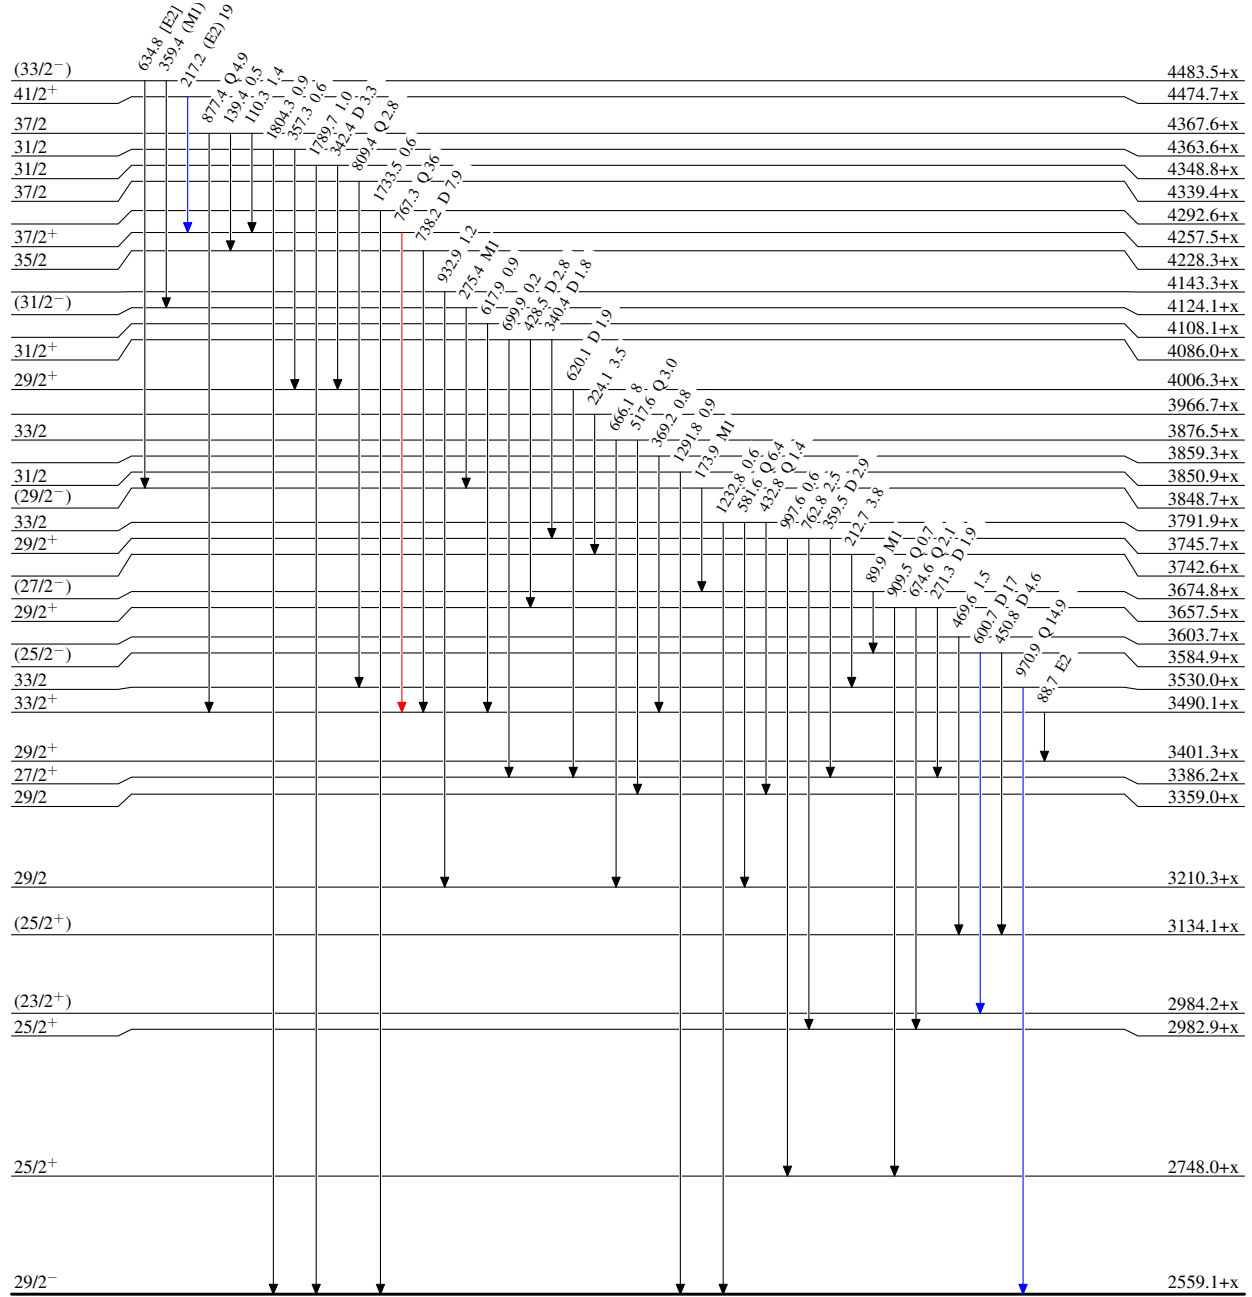 634.8 [E2]
359.4 (M1)
217.2 (E2) 19
877.4 Q 4.9
139.4 0.5
110.3 1.4
1804.3 0.9
357.3 0.6
1789.7 1.0
342.4 D 3.3
809.4 Q 2.8
1733.5 0.6
767.3 Q 36
738.2 D 7.9
932.9 1.2
275.4 M1
617.9 0.9
699.9 0.2
428.5 D 2.8
340.4 D 1.8
620.1 D 1.9
224.1 3.5
666.1 8
517.6 Q 3.0
369.2 0.8
1291.8 0.9
173.9 M1
1232.8 0.6
581.6 Q 6.4
432.8 Q 1.4
997.6 0.6
762.8 2.5
359.5 D 2.9
212.7 3.8
89.9 M1
909.5 Q 0.7
674.6 Q 2.1
271.3 D 1.9
469.6 1.5
600.7 D 17
450.8 D 4.6
970.9 Q 14.9
88.7 E2
(33/2⁻) 4483.5+x
41/2⁺ 4474.7+x
37/2 4367.6+x
31/2 4363.6+x
31/2 4348.8+x
37/2 4339.4+x
4292.6+x
37/2⁺ 4257.5+x
35/2 4228.3+x
4143.3+x
(31/2⁻) 4124.1+x
4108.1+x
31/2⁺ 4086.0+x
29/2⁺ 4006.3+x
3966.7+x
33/2 3876.5+x
3859.3+x
31/2 3850.9+x
(29/2⁻) 3848.7+x
33/2 3791.9+x
29/2⁺ 3745.7+x
3742.6+x
(27/2⁻) 3674.8+x
29/2⁺ 3657.5+x
3603.7+x
(25/2⁻) 3584.9+x
33/2 3530.0+x
33/2⁺ 3490.1+x
29/2⁺ 3401.3+x
27/2⁺ 3386.2+x
29/2 3359.0+x
29/2 3210.3+x
(25/2⁺) 3134.1+x
(23/2⁺) 2984.2+x
25/2⁺ 2982.9+x
25/2⁺ 2748.0+x
29/2⁻ 2559.1+x